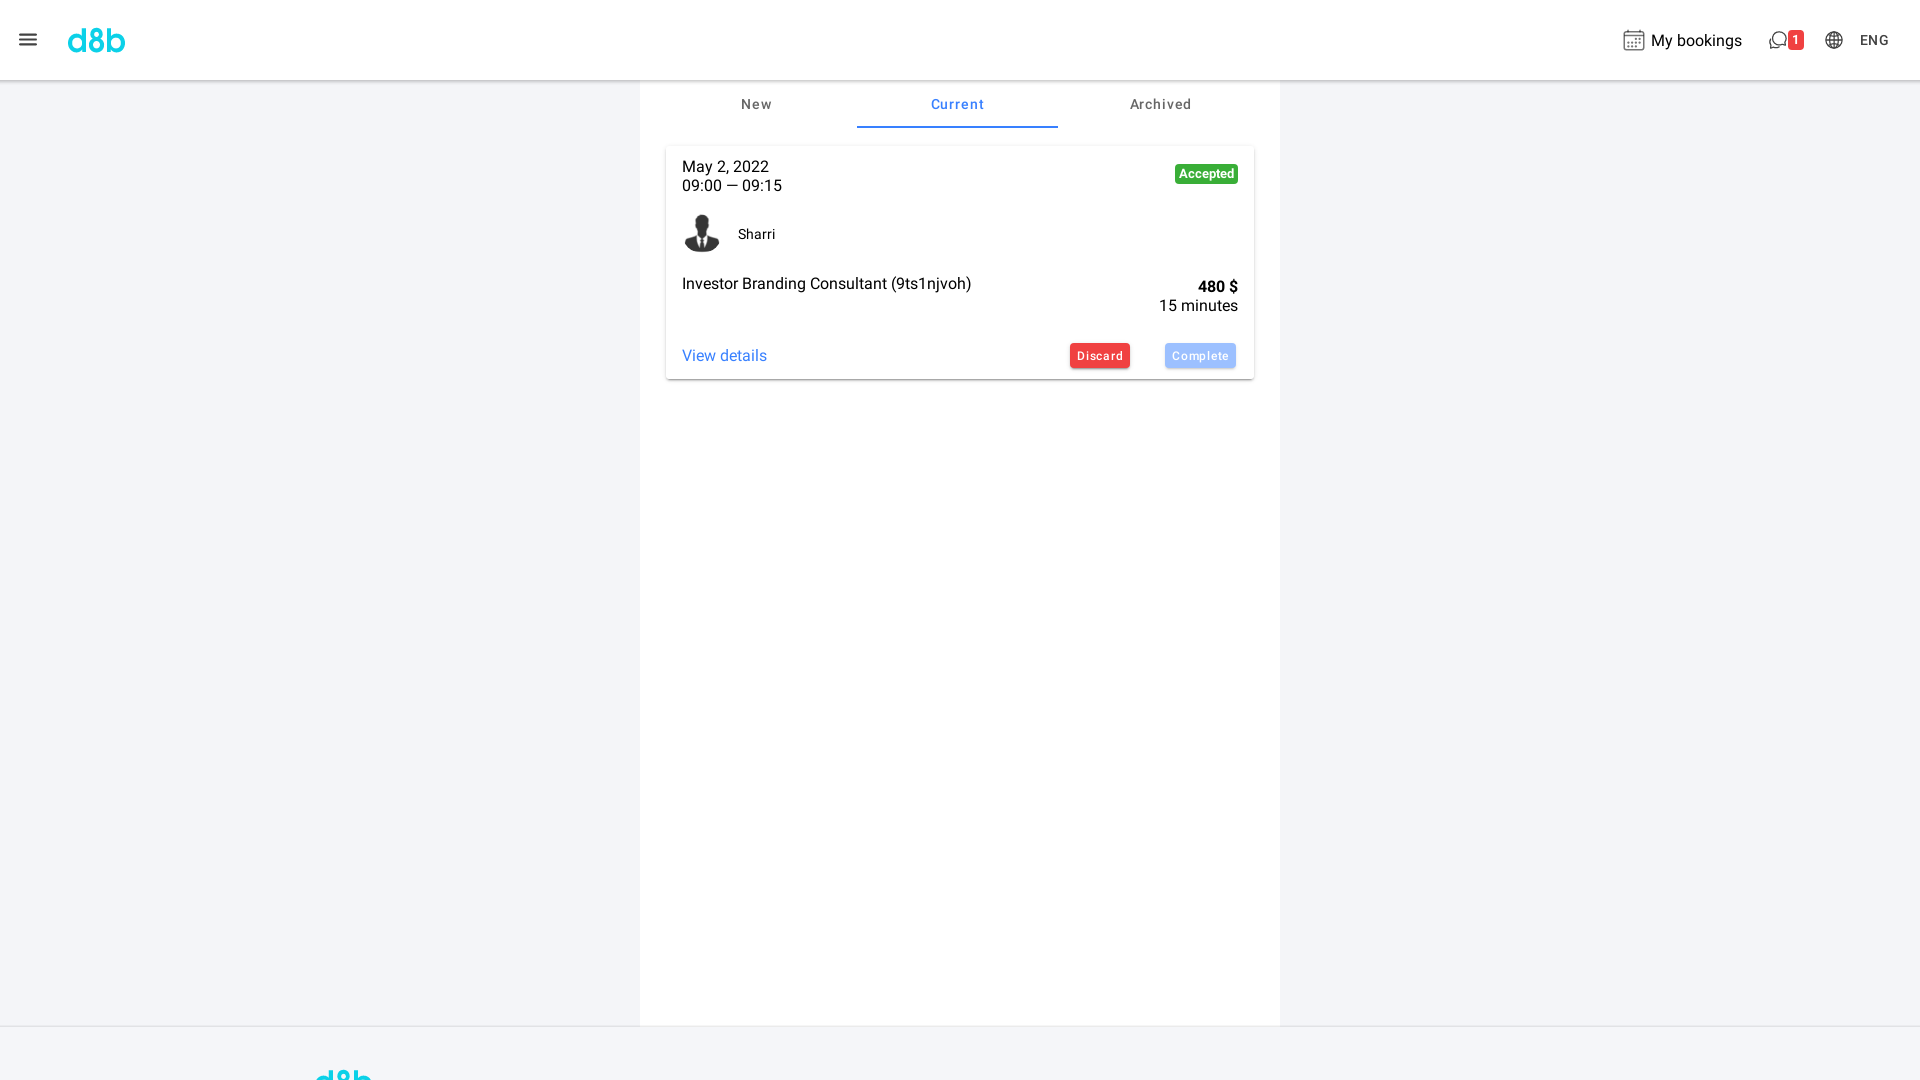 d8b
My bookings
1
ENG
New
Current
Archived
May 2, 2022
09:00 — 09:15
Accepted
Sharri
Investor Branding Consultant (9ts1njvoh)
480 $
15 minutes
View details
Discard
Complete
d8b